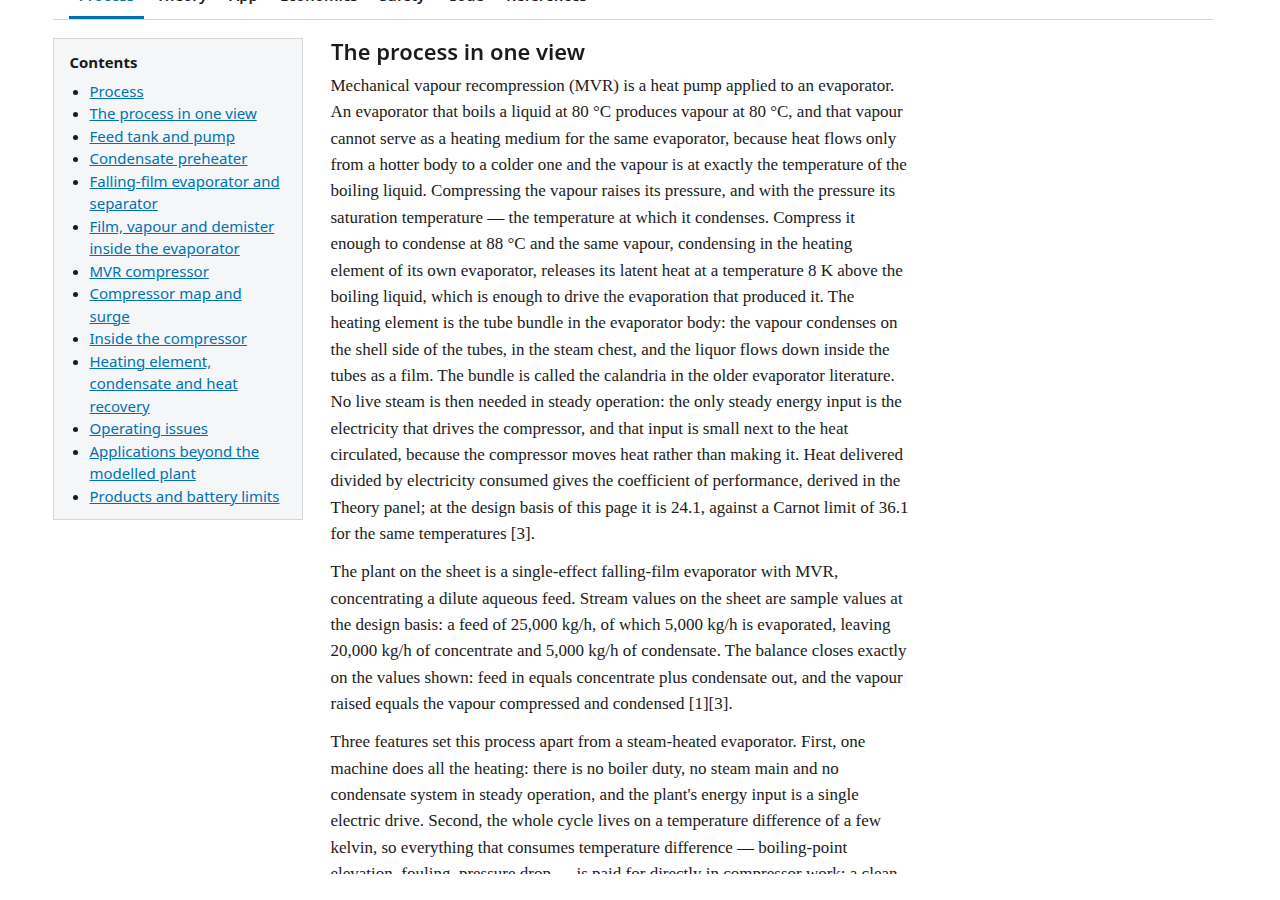 Process Theory App Economics Safety Code References
Contents
Process
The process in one view
Feed tank and pump
Condensate preheater
Falling-film evaporator and
separator
Film, vapour and demister
inside the evaporator
MVR compressor
Compressor map and
surge
Inside the compressor
Heating element,
condensate and heat
recovery
Operating issues
Applications beyond the
modelled plant
Products and battery limits
The process in one view
Mechanical vapour recompression (MVR) is a heat pump applied to an evaporator.
An evaporator that boils a liquid at 80 °C produces vapour at 80 °C, and that vapour
cannot serve as a heating medium for the same evaporator, because heat flows only
from a hotter body to a colder one and the vapour is at exactly the temperature of the
boiling liquid. Compressing the vapour raises its pressure, and with the pressure its
saturation temperature — the temperature at which it condenses. Compress it
enough to condense at 88 °C and the same vapour, condensing in the heating
element of its own evaporator, releases its latent heat at a temperature 8 K above the
boiling liquid, which is enough to drive the evaporation that produced it. The
heating element is the tube bundle in the evaporator body: the vapour condenses on
the shell side of the tubes, in the steam chest, and the liquor flows down inside the
tubes as a film. The bundle is called the calandria in the older evaporator literature.
No live steam is then needed in steady operation: the only steady energy input is the
electricity that drives the compressor, and that input is small next to the heat
circulated, because the compressor moves heat rather than making it. Heat delivered
divided by electricity consumed gives the coefficient of performance, derived in the
Theory panel; at the design basis of this page it is 24.1, against a Carnot limit of 36.1
for the same temperatures [3].
The plant on the sheet is a single-effect falling-film evaporator with MVR,
concentrating a dilute aqueous feed. Stream values on the sheet are sample values at
the design basis: a feed of 25,000 kg/h, of which 5,000 kg/h is evaporated, leaving
20,000 kg/h of concentrate and 5,000 kg/h of condensate. The balance closes exactly
on the values shown: feed in equals concentrate plus condensate out, and the vapour
raised equals the vapour compressed and condensed [1][3].
Three features set this process apart from a steam-heated evaporator. First, one
machine does all the heating: there is no boiler duty, no steam main and no
condensate system in steady operation, and the plant's energy input is a single
electric drive. Second, the whole cycle lives on a temperature difference of a few
kelvin, so everything that consumes temperature difference — boiling-point
elevation, fouling, pressure drop — is paid for directly in compressor work: a clean